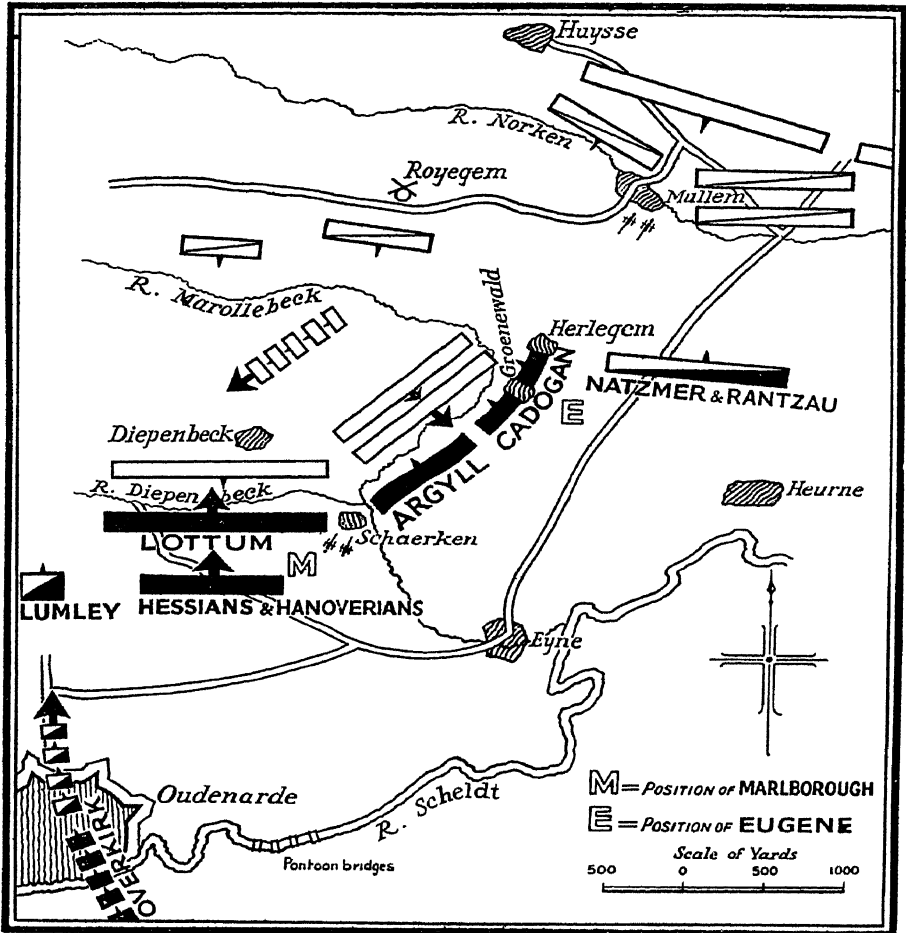 Huysse
R. Norken
Royegem
Mullem
R. Marollebeck
Groenewald
Herlegem
CADOGAN
NATZMER & RANTZAU
E
Diepenbeck
ARGYLL
R. Diepenbeck
Heurne
LOTTUM
Schaerken
M
LUMLEY
HESSIANS & HANOVERIANS
Eyne
Oudenarde
R. Scheldt
OVERKIRK
Pontoon bridges
M = POSITION OF MARLBOROUGH
E = POSITION OF EUGENE
Scale of Yards
500 0 500 1000